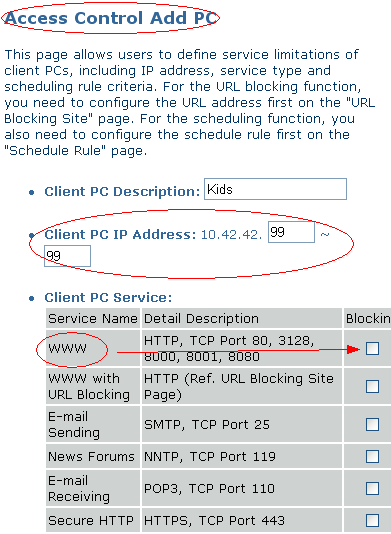 Access Control Add PC
This page allows users to define service limitations of
client PCs, including IP address, service type and
scheduling rule criteria. For the URL blocking function,
you need to configure the URL address first on the "URL
Blocking Site" page. For the scheduling function, you
also need to configure the schedule rule first on the
"Schedule Rule" page.
Client PC Description: Kids
Client PC IP Address: 10.42.42. 99 ~
99
Client PC Service:
Service Name Detail Description Blockin
WWW HTTP, TCP Port 80, 3128,
8000, 8001, 8080
WWW with
URL Blocking HTTP (Ref. URL Blocking Site
Page)
E-mail
Sending SMTP, TCP Port 25
News Forums NNTP, TCP Port 119
E-mail
Receiving POP3, TCP Port 110
Secure HTTP HTTPS, TCP Port 443